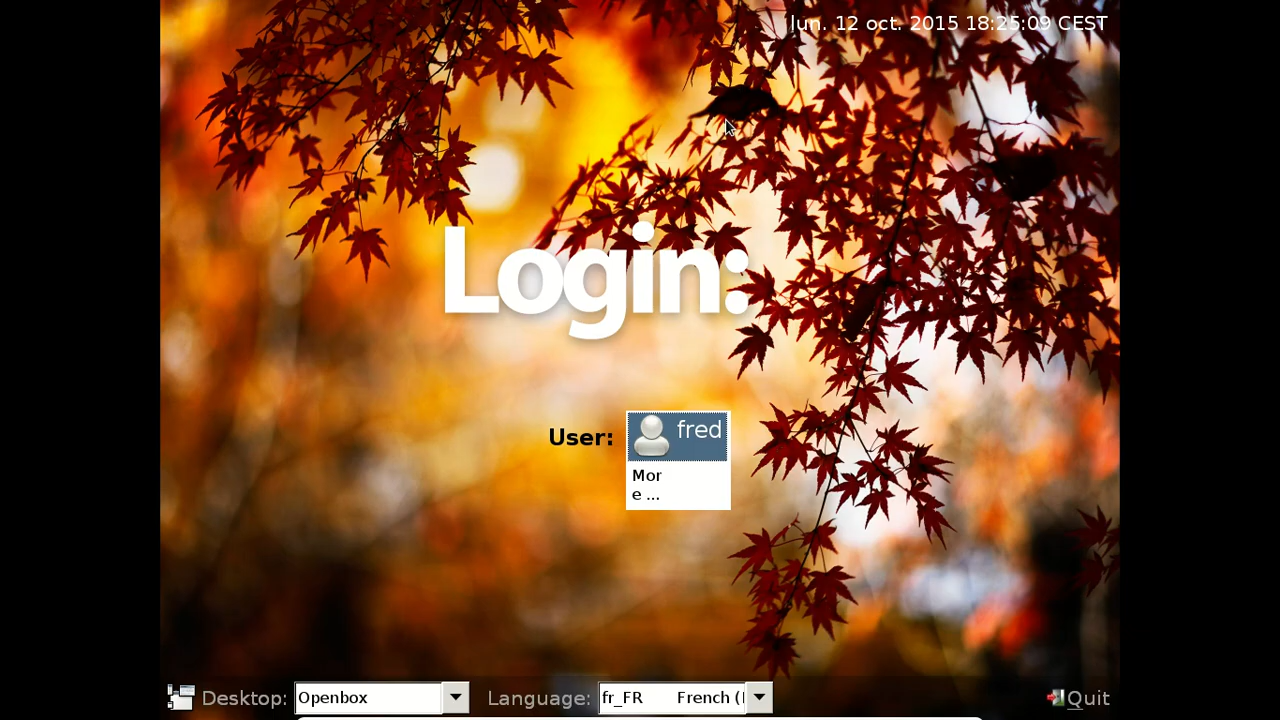 lun. 12 oct. 2015 18:25:09 CEST
Login:
User:
fred
Mor
e ...
Desktop: Openbox Language: fr_FR French ( Quit